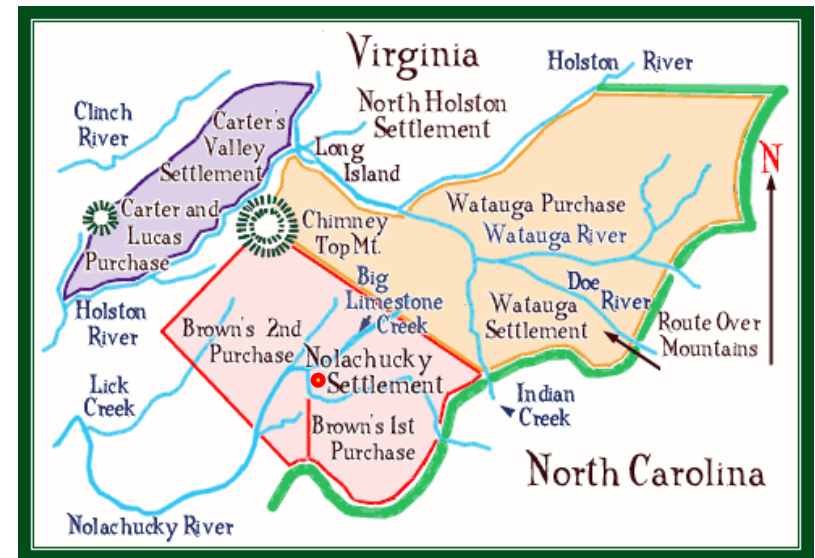 Virginia
Holston River
Clinch
River
North Holston
Settlement
Carter's
Valley
Settlement
Long
Island
N
Carter and
Lucas
Purchase
Chimney
Top Mt.
Watauga Purchase
Watauga River
Big
Limestone
Creek
Doe
River
Watauga
Settlement
Holston
River
Route Over
Mountains
Brown's 2nd
Purchase
Nolachucky
Settlement
Lick
Creek
Indian
Creek
Brown's 1st
Purchase
North Carolina
Nolachucky River